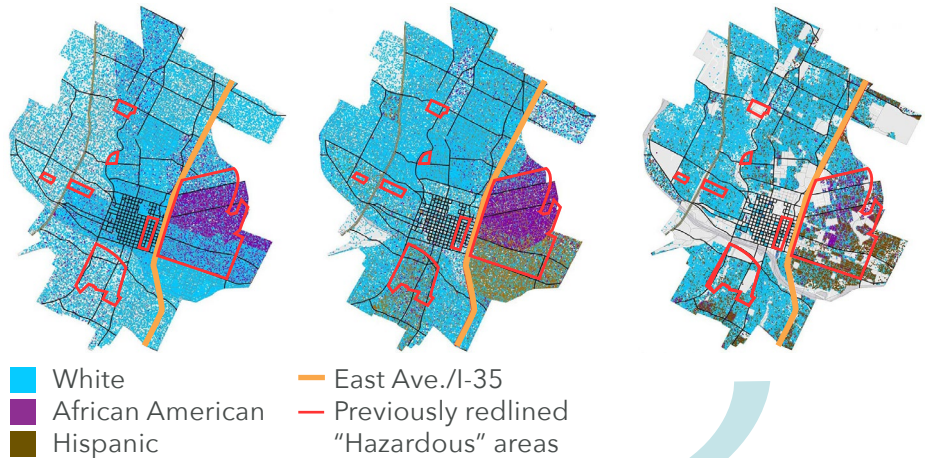 White
African American
Hispanic
East Ave./I-35
Previously redlined
“Hazardous” areas